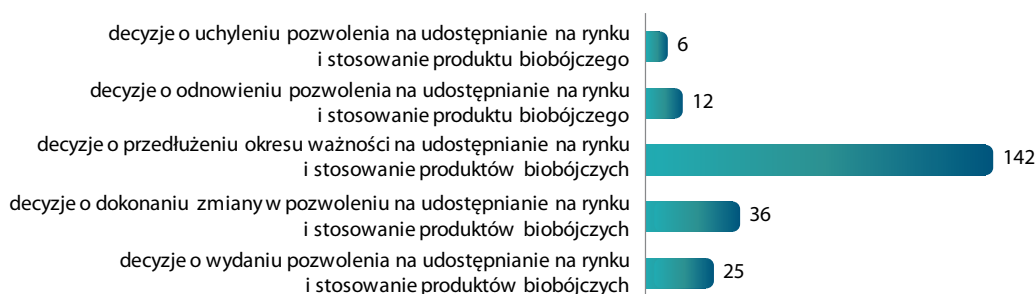 decyzje o uchyleniu pozwolenia na udostępnianie na rynku
i stosowanie produktu biobójczego
6
decyzje o odnowieniu pozwolenia na udostępnianie na rynku
i stosowanie produktu biobójczego
12
decyzje o przedłużeniu okresu ważności na udostępnianie na rynku
i stosowanie produktów biobójczych
142
decyzje o dokonaniu zmiany w pozwoleniu na udostępnianie na rynku
i stosowanie produktów biobójczych
36
decyzje o wydaniu pozwolenia na udostępnianie na rynku
i stosowanie produktów biobójczych
25